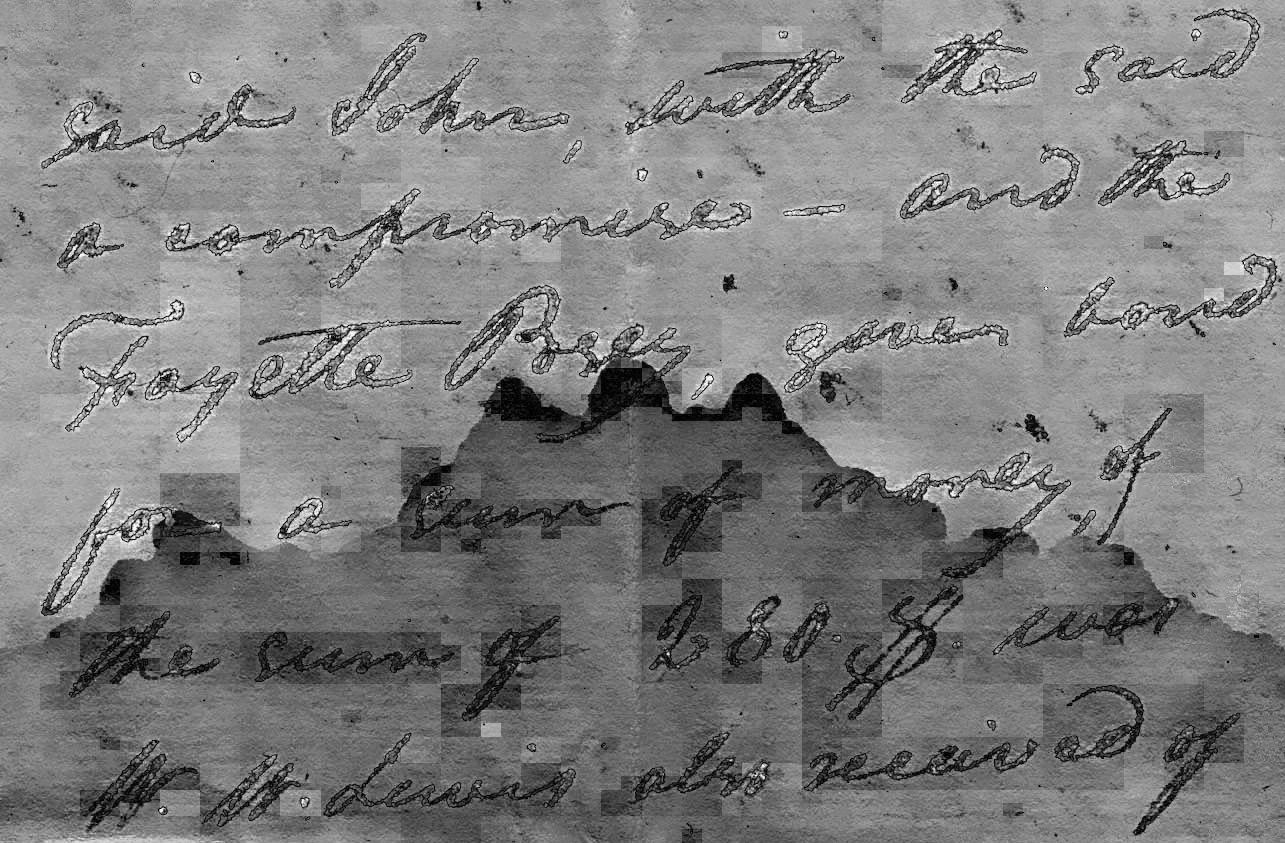 said John, with the said
a compromise — and the
Fayette Bogy, gave bond
for a sum of money, of
the sum of 280 $ was
W. W. Lewis also received of